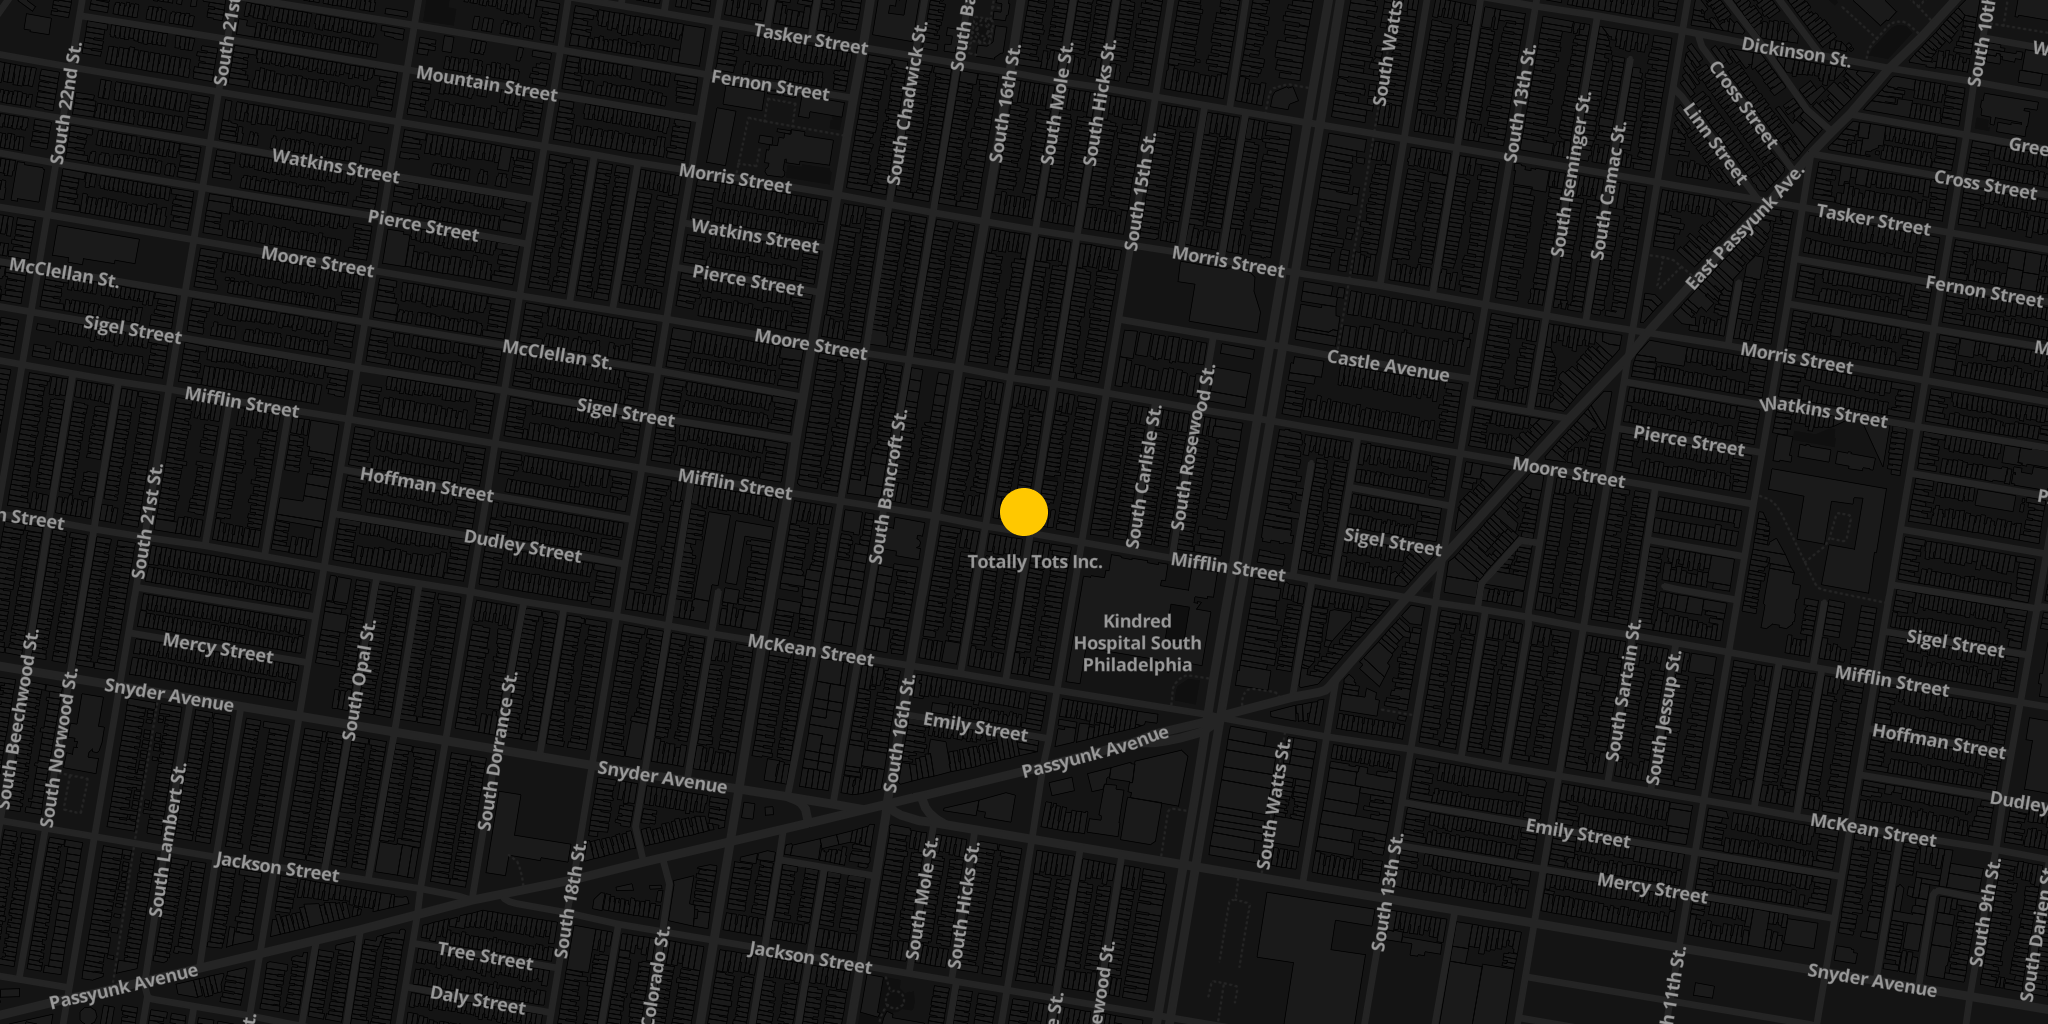 Tasker Street
Dickinson St.
Mountain Street
Fernon Street
South 22nd St.
South Chadwick St.
South 16th St.
South Mole St.
South Hicks St.
South 15th St.
South Watts
South 13th St.
South Iseminger St.
South Camac St.
Cross Street
Linn Street
South 10th
Cross Street
Tasker Street
Fernon Street
East Passyunk Ave.
Watkins Street
Morris Street
Pierce Street
Watkins Street
Moore Street
Pierce Street
Morris Street
McClellan St.
Sigel Street
Moore Street
McClellan St.
Castle Avenue
Morris Street
Mifflin Street
Sigel Street
Watkins Street
Pierce Street
Moore Street
South Bancroft St.
South Carlisle St.
South Rosewood St.
South 21st St.
Hoffman Street
Mifflin Street
Dudley Street
Sigel Street
Totally Tots Inc.
Mifflin Street
Kindred
Hospital South
Philadelphia
Mercy Street
McKean Street
South Opal St.
South Beechwood St.
South Norwood St.
Snyder Avenue
South Dorrance St.
South 16th St.
Emily Street
Passyunk Avenue
South Sartain St.
South Jessup St.
Sigel Street
Mifflin Street
Hoffman Street
Dudley
South Watts St.
Snyder Avenue
South Lambert St.
Emily Street
McKean Street
Jackson Street
South 18th St.
South Mole St.
South Hicks St.
South 13th St.
Mercy Street
South 9th St.
South Darien St.
Tree Street
Jackson Street
Snyder Avenue
Passyunk Avenue
Daly Street
Colorado St.
ewood St.
11th St.